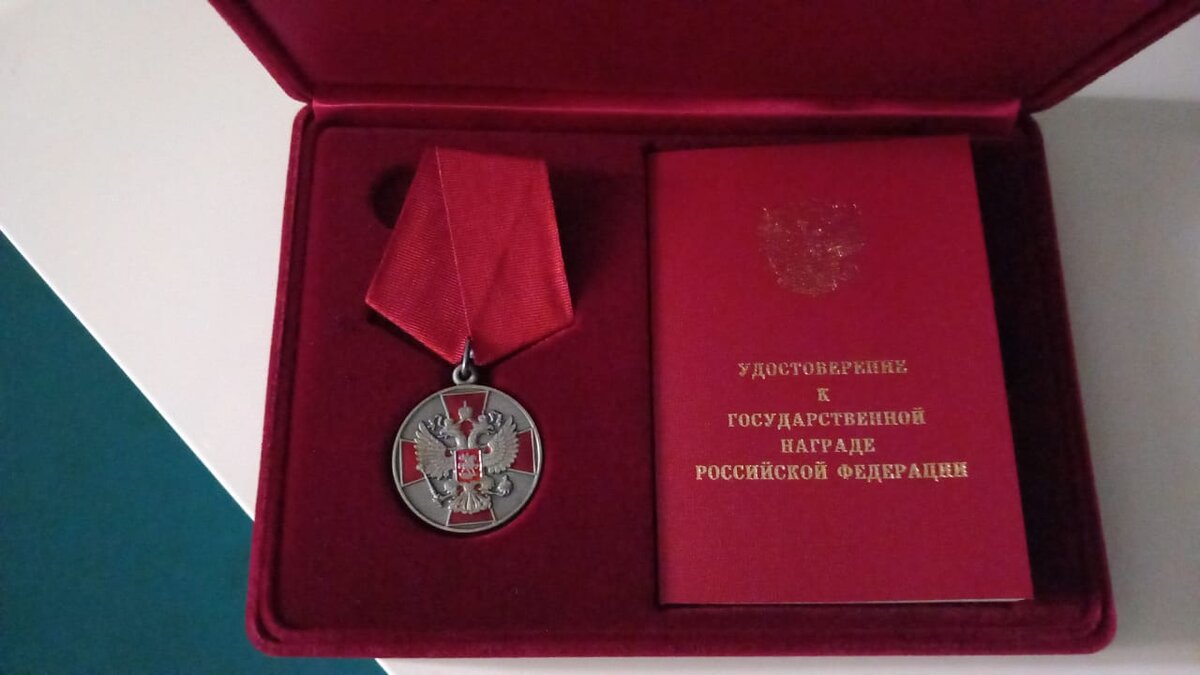 УДОСТОВЕРЕНИЕ
К
ГОСУДАРСТВЕННОЙ
НАГРАДЕ
РОССИЙСКОЙ ФЕДЕРАЦИИ